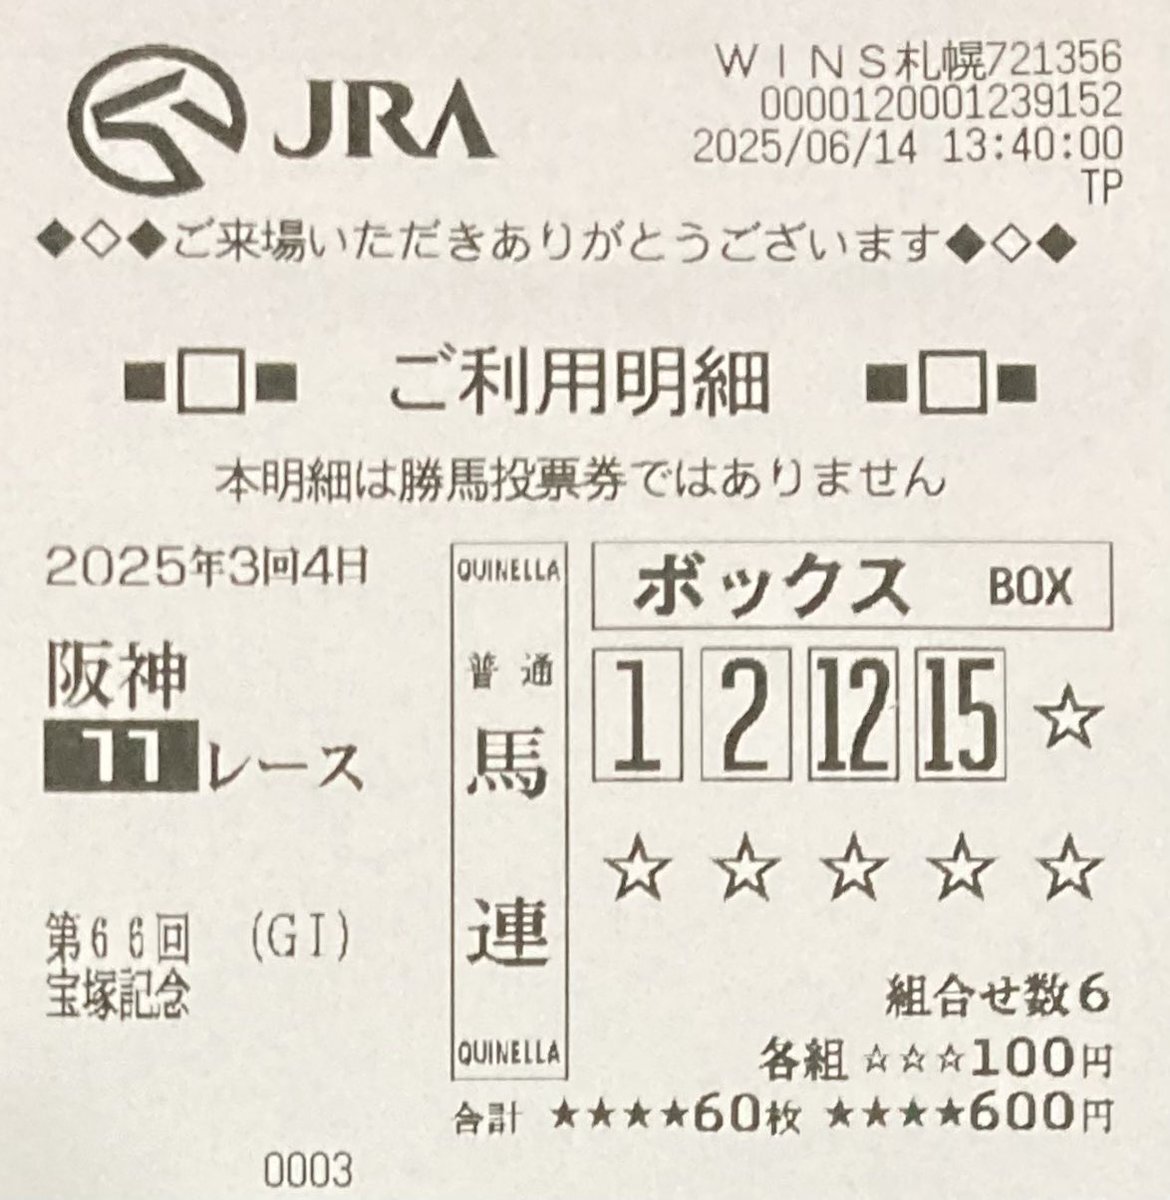 JRA
ＷＩＮＳ札幌721356
0000120001239152
2025/06/14 13:40:00
TP
◆◇◆ご来場いただきありがとうございます◆◇◆
■□■ ご利用明細 ■□■
本明細は勝馬投票券ではありません
2025年3回4日
阪神
11レース
第66回 (GI)
宝塚記念
QUINELLA
普通
馬
連
QUINELLA
ボックス BOX
1 2 12 15 ☆
☆ ☆ ☆ ☆ ☆
組合せ数6
各組 ☆☆☆100円
合計 ★★★★60枚 ★★★★600円
0003